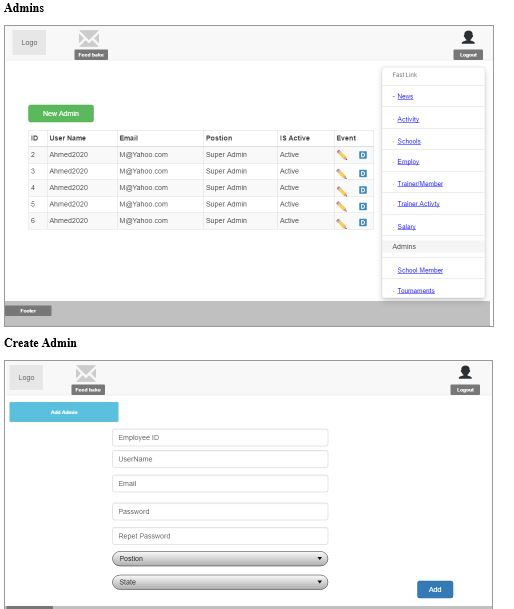 Admins
Logo
Feed bake
Logout
Fast Link
- News
New Admin
Activity
ID User Name Email Postion IS Active Event
Schools
2 Ahmed2020 M@Yahoo.com Super Admin Active D
Employ
3 Ahmed2020 M@Yahoo.com Super Admin Active D
Trainer/Member
4 Ahmed2020 M@Yahoo.com Super Admin Active D
Trainer Activty
5 Ahmed2020 M@Yahoo.com Super Admin Active D
6 Ahmed2020 M@Yahoo.com Super Admin Active D
Salary
Admins
School Member
Tournaments
Footer
Create Admin
Logo
Feed bake
Logout
Add Admin
Employee ID
UserName
Email
Password
Repet Password
Postion
State
Add